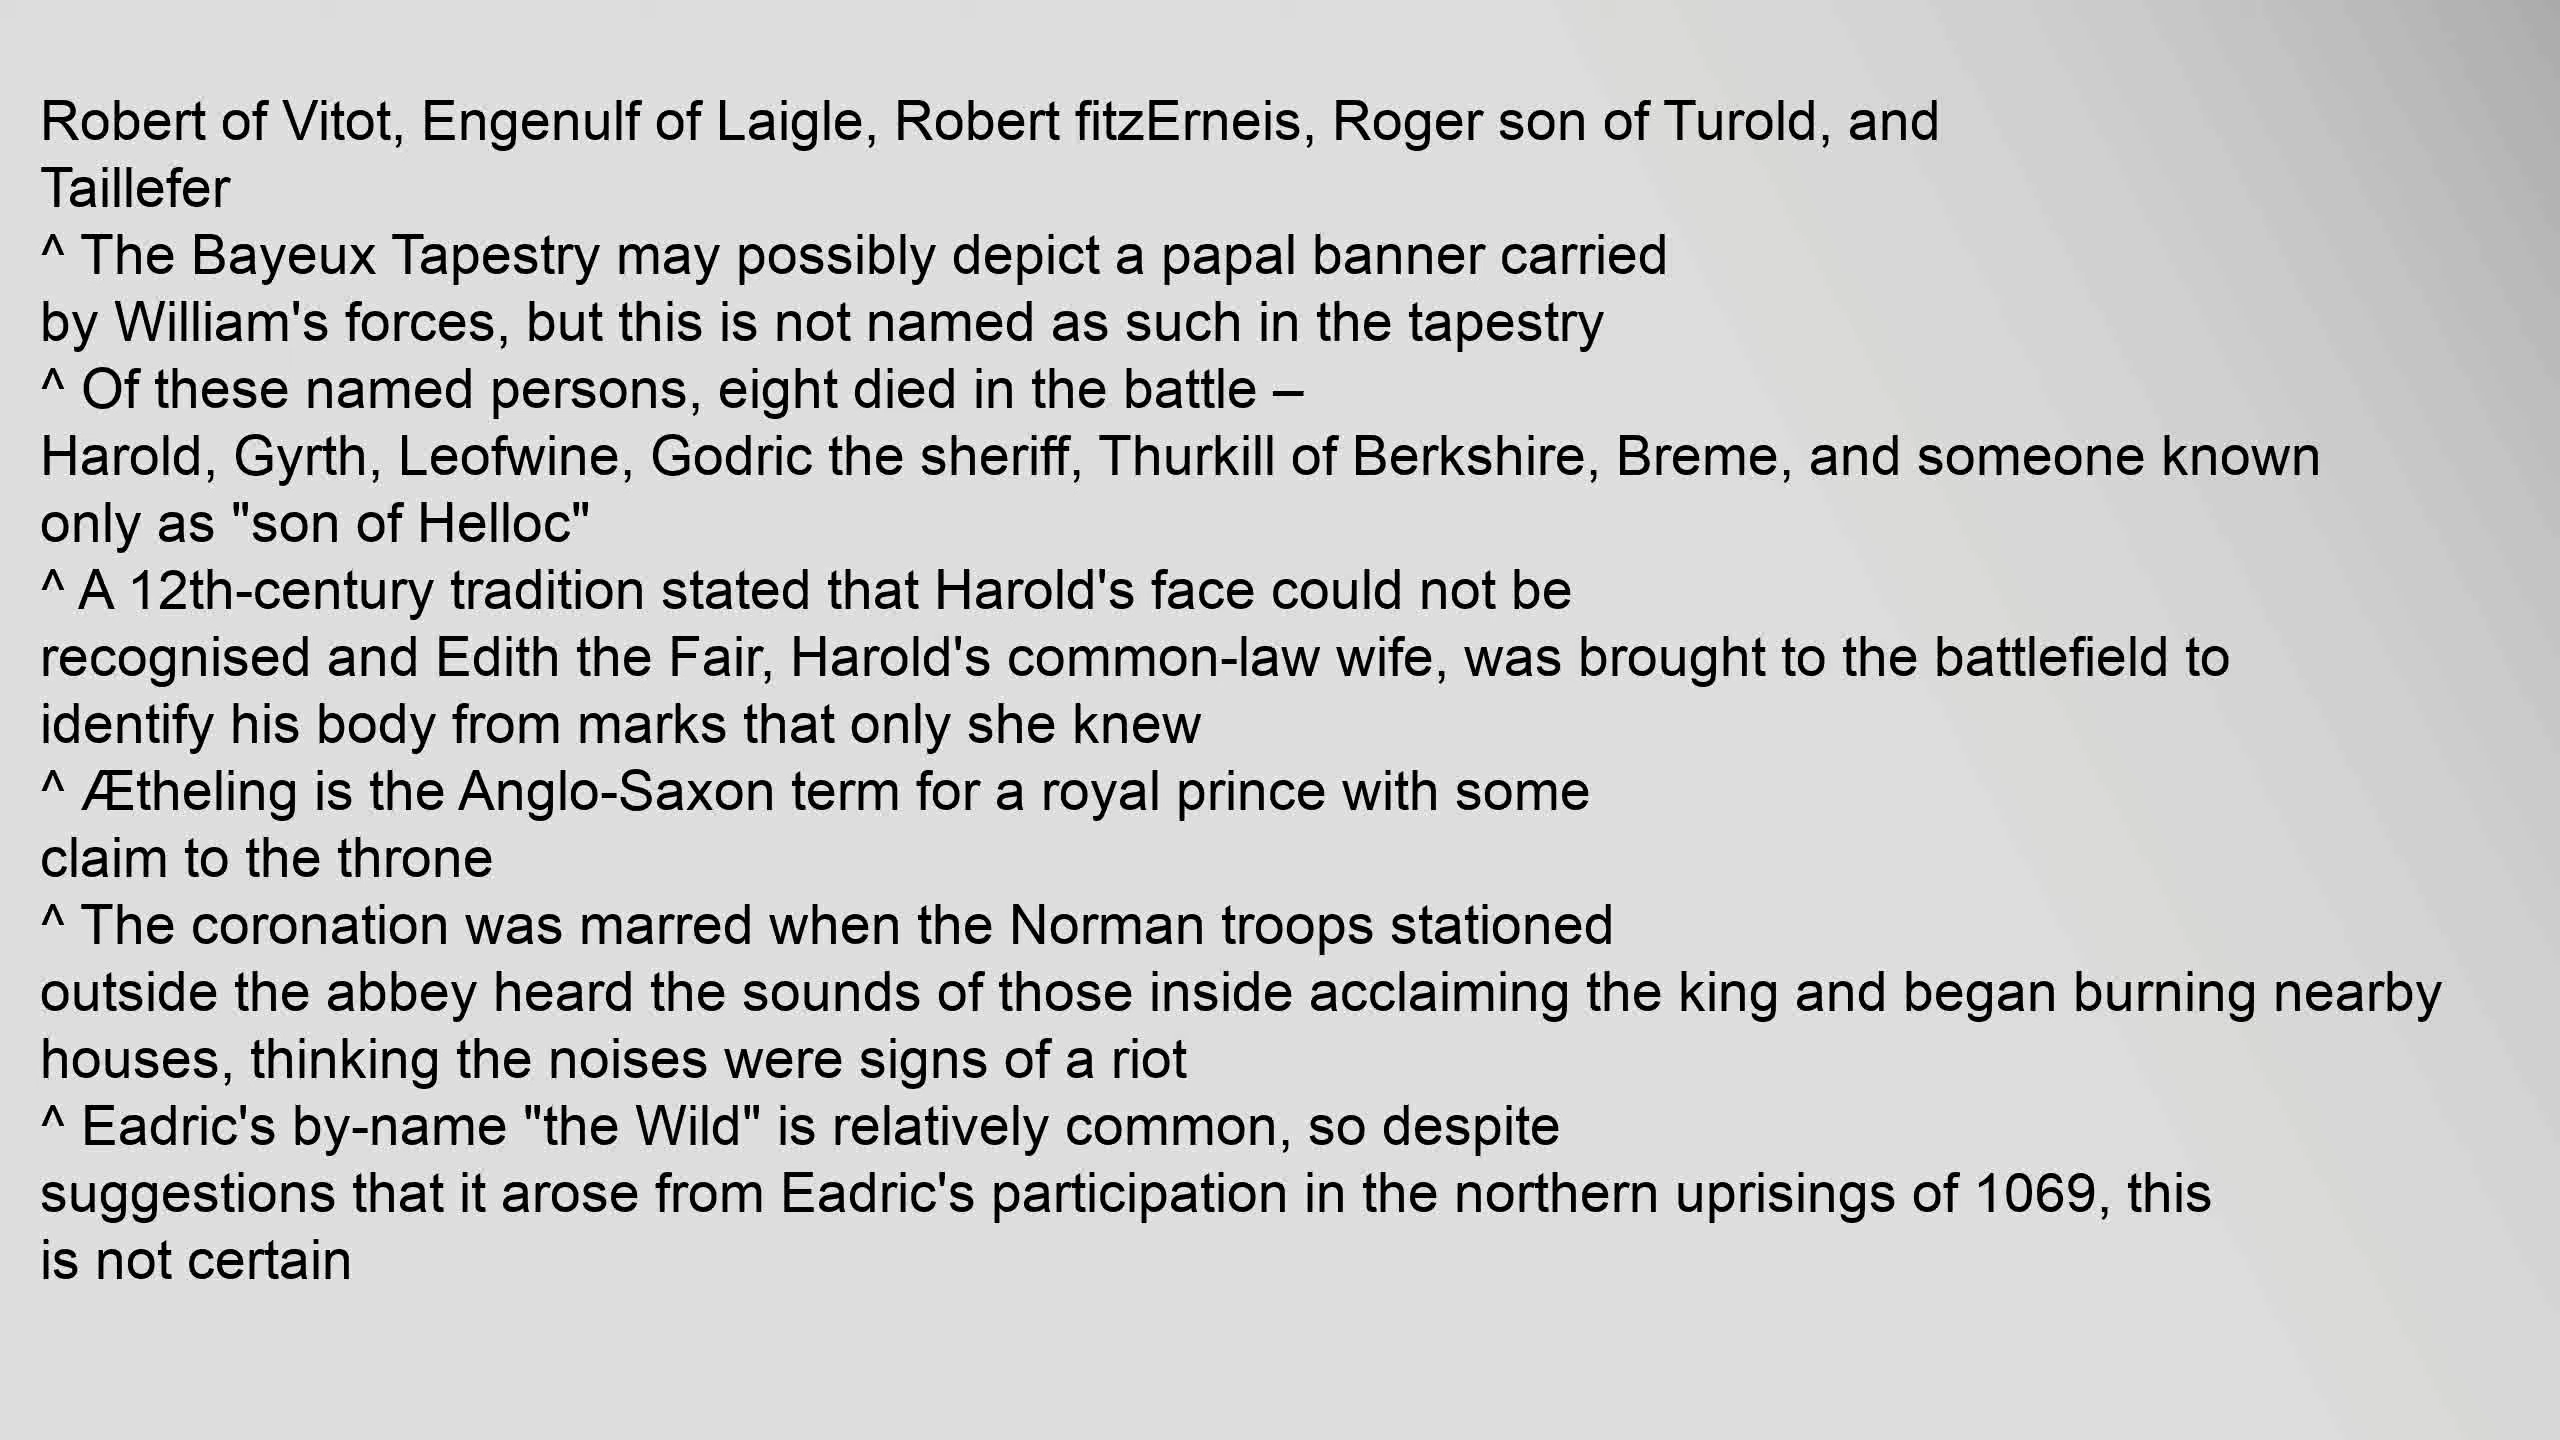 Robert of Vitot, Engenulf of Laigle, Robert fitzErneis, Roger son of Turold, and
Taillefer
^ The Bayeux Tapestry may possibly depict a papal banner carried
by William's forces, but this is not named as such in the tapestry
^ Of these named persons, eight died in the battle –
Harold, Gyrth, Leofwine, Godric the sheriff, Thurkill of Berkshire, Breme, and someone known
only as "son of Helloc"
^ A 12th-century tradition stated that Harold's face could not be
recognised and Edith the Fair, Harold's common-law wife, was brought to the battlefield to
identify his body from marks that only she knew
^ Ætheling is the Anglo-Saxon term for a royal prince with some
claim to the throne
^ The coronation was marred when the Norman troops stationed
outside the abbey heard the sounds of those inside acclaiming the king and began burning nearby
houses, thinking the noises were signs of a riot
^ Eadric's by-name "the Wild" is relatively common, so despite
suggestions that it arose from Eadric's participation in the northern uprisings of 1069, this
is not certain